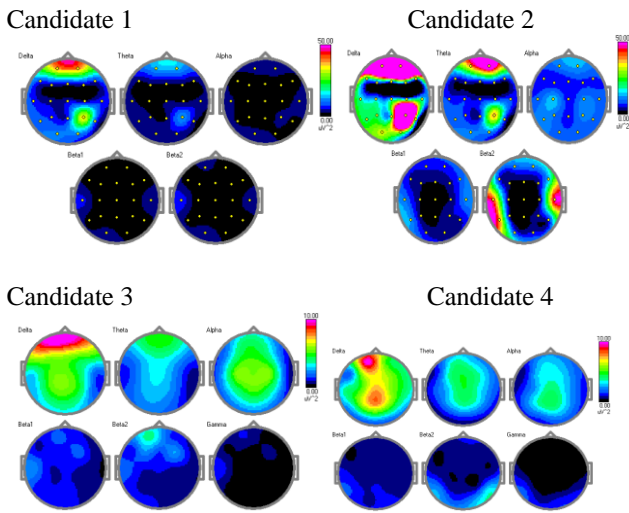 Candidate 1
Candidate 2
Delta
Theta
Alpha
50.00
0.00
uV^2
Beta1
Beta2
Delta
Theta
Alpha
50.00
0.00
uV^2
Beta1
Beta2
Candidate 3
Candidate 4
Delta
Theta
Alpha
10.00
0.00
uV^2
Beta1
Beta2
Gamma
Delta
Theta
Alpha
10.00
0.00
uV^2
Beta1
Beta2
Gamma